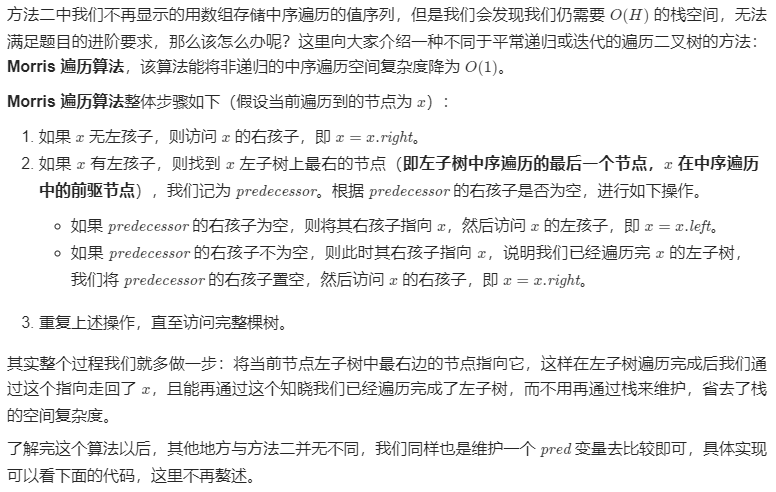 方法二中我们不再显示的用数组存储中序遍历的值序列，但是我们会发现我们仍需要 O(H) 的栈空间，无法
满足题目的进阶要求，那么该怎么办呢？这里向大家介绍一种不同于平常递归或迭代的遍历二叉树的方法：
Morris 遍历算法，该算法能将非递归的中序遍历空间复杂度降为 O(1)。
Morris 遍历算法整体步骤如下（假设当前遍历到的节点为 x）：
1. 如果 x 无左孩子，则访问 x 的右孩子，即 x = x.right。
2. 如果 x 有左孩子，则找到 x 左子树上最右的节点（即左子树中序遍历的最后一个节点，x 在中序遍历
中的前驱节点），我们记为 predecessor。根据 predecessor 的右孩子是否为空，进行如下操作。
○ 如果 predecessor 的右孩子为空，则将其右孩子指向 x，然后访问 x 的左孩子，即 x = x.left。
○ 如果 predecessor 的右孩子不为空，则此时其右孩子指向 x，说明我们已经遍历完 x 的左子树，
我们将 predecessor 的右孩子置空，然后访问 x 的右孩子，即 x = x.right。
3. 重复上述操作，直至访问完整棵树。
其实整个过程我们就多做一步：将当前节点左子树中最右边的节点指向它，这样在左子树遍历完成后我们通
过这个指向走回了 x，且能再通过这个知晓我们已经遍历完成了左子树，而不用再通过栈来维护，省去了栈
的空间复杂度。
了解完这个算法以后，其他地方与方法二并无不同，我们同样也是维护一个 pred 变量去比较即可，具体实现
可以看下面的代码，这里不再赘述。